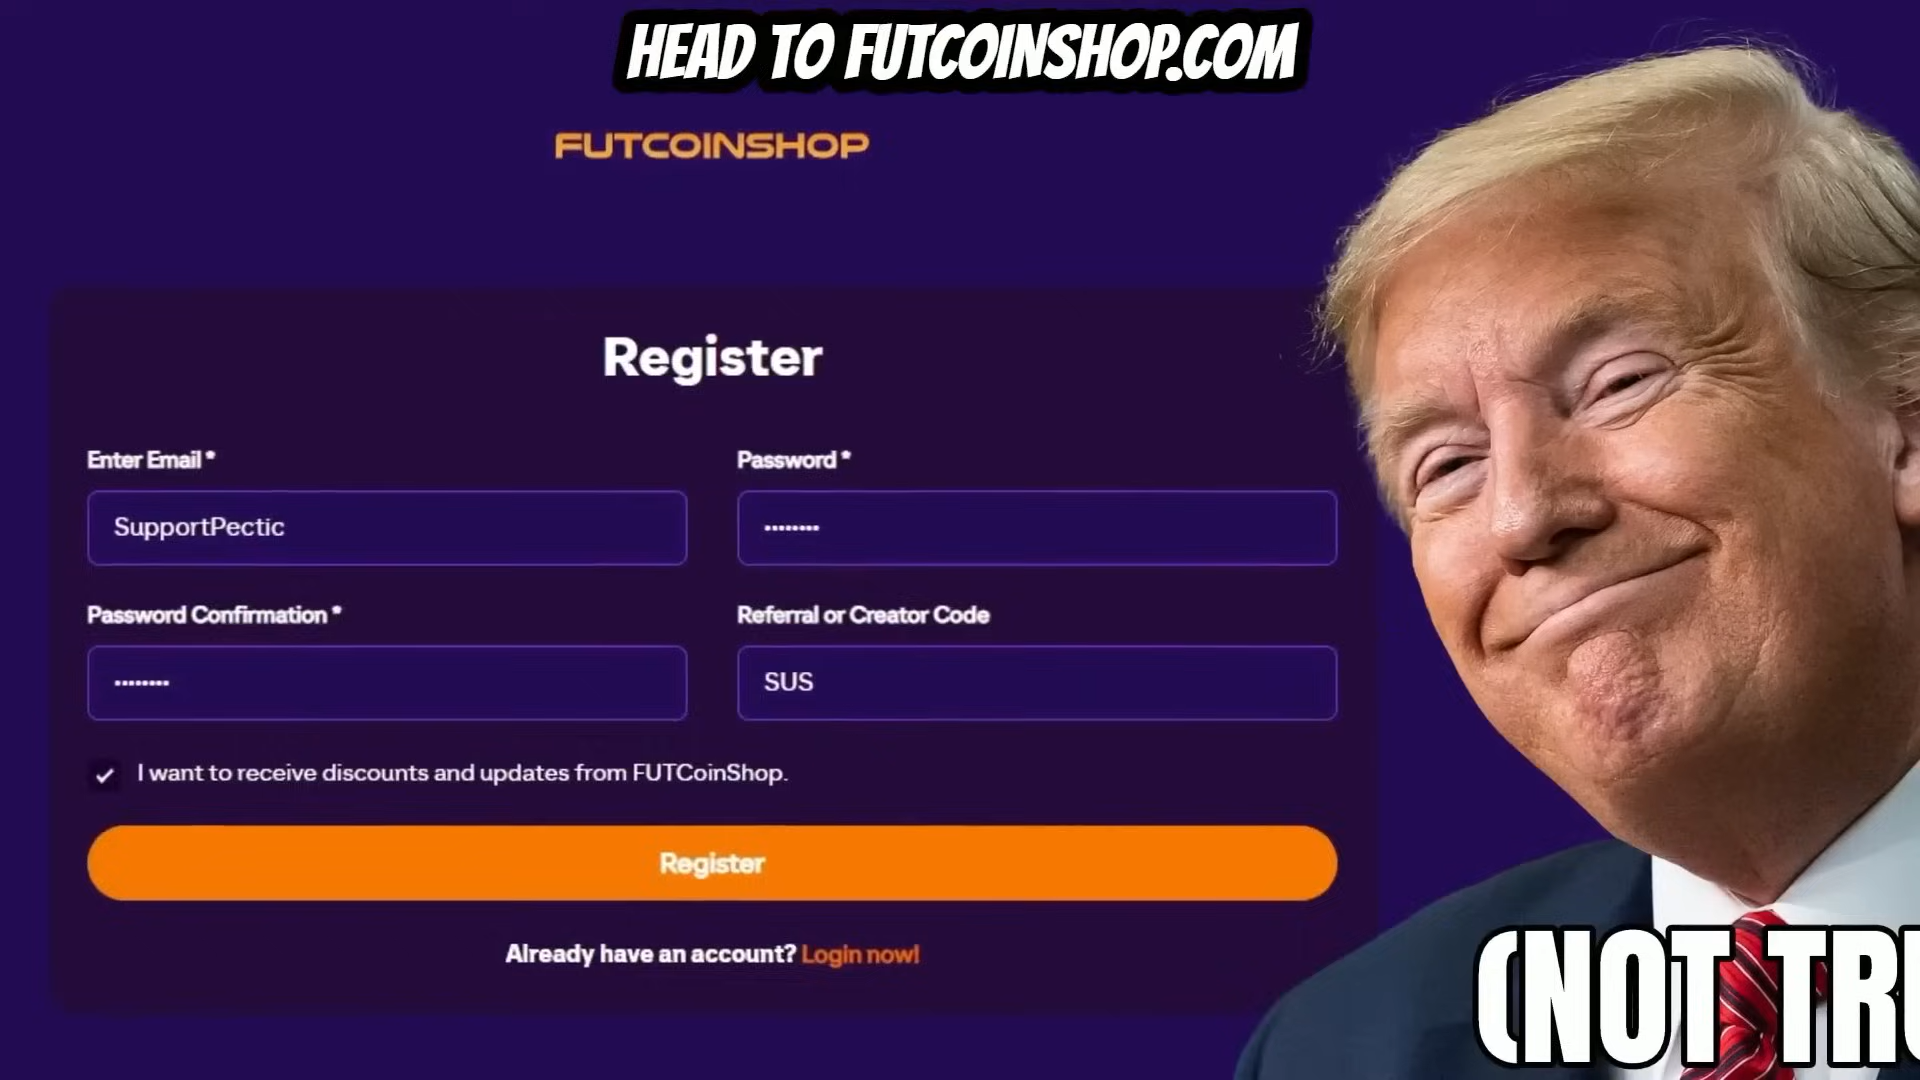 HEAD TO FUTCOINSHOP.COM
FUTCOINSHOP
Register
Enter Email *
Password *
SupportPectic
••••••••
Password Confirmation *
Referral or Creator Code
••••••••
SUS
I want to receive discounts and updates from FUTCoinShop.
Register
Already have an account? Login now!
(NOT TRU